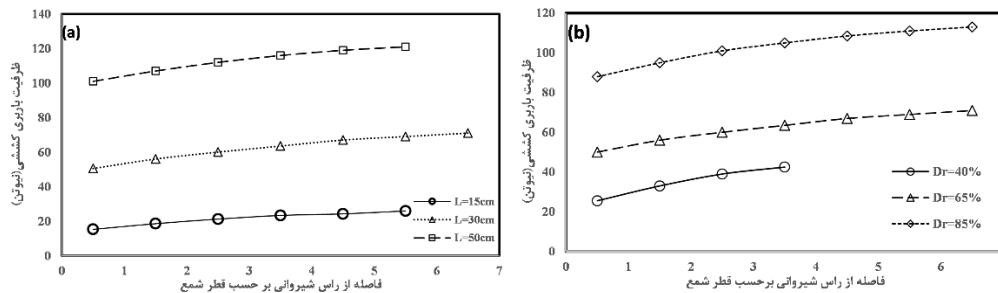 (a)
ظرفیت باربری کششی(نیوتن)
140
120
100
80
60
40
20
0
0 1 2 3 4 5 6 7
فاصله از راس شیروانی بر حسب قطر شمع
L=15cm
L=30cm
L=50cm
(b)
ظرفیت باربری کششی(نیوتن)
120
100
80
60
40
20
0
0 1 2 3 4 5 6
فاصله از راس شیروانی برحسب قطر شمع
Dr=40%
Dr=65%
Dr=85%